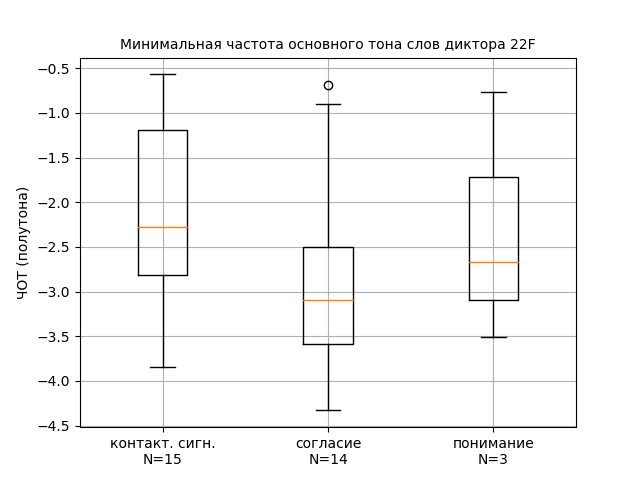 Минимальная частота основного тона слов диктора 22F
ЧОТ (полутона)
−0.5
−1.0
−1.5
−2.0
−2.5
−3.0
−3.5
−4.0
−4.5
контакт. сигн. согласие понимание
N=15 N=14 N=3